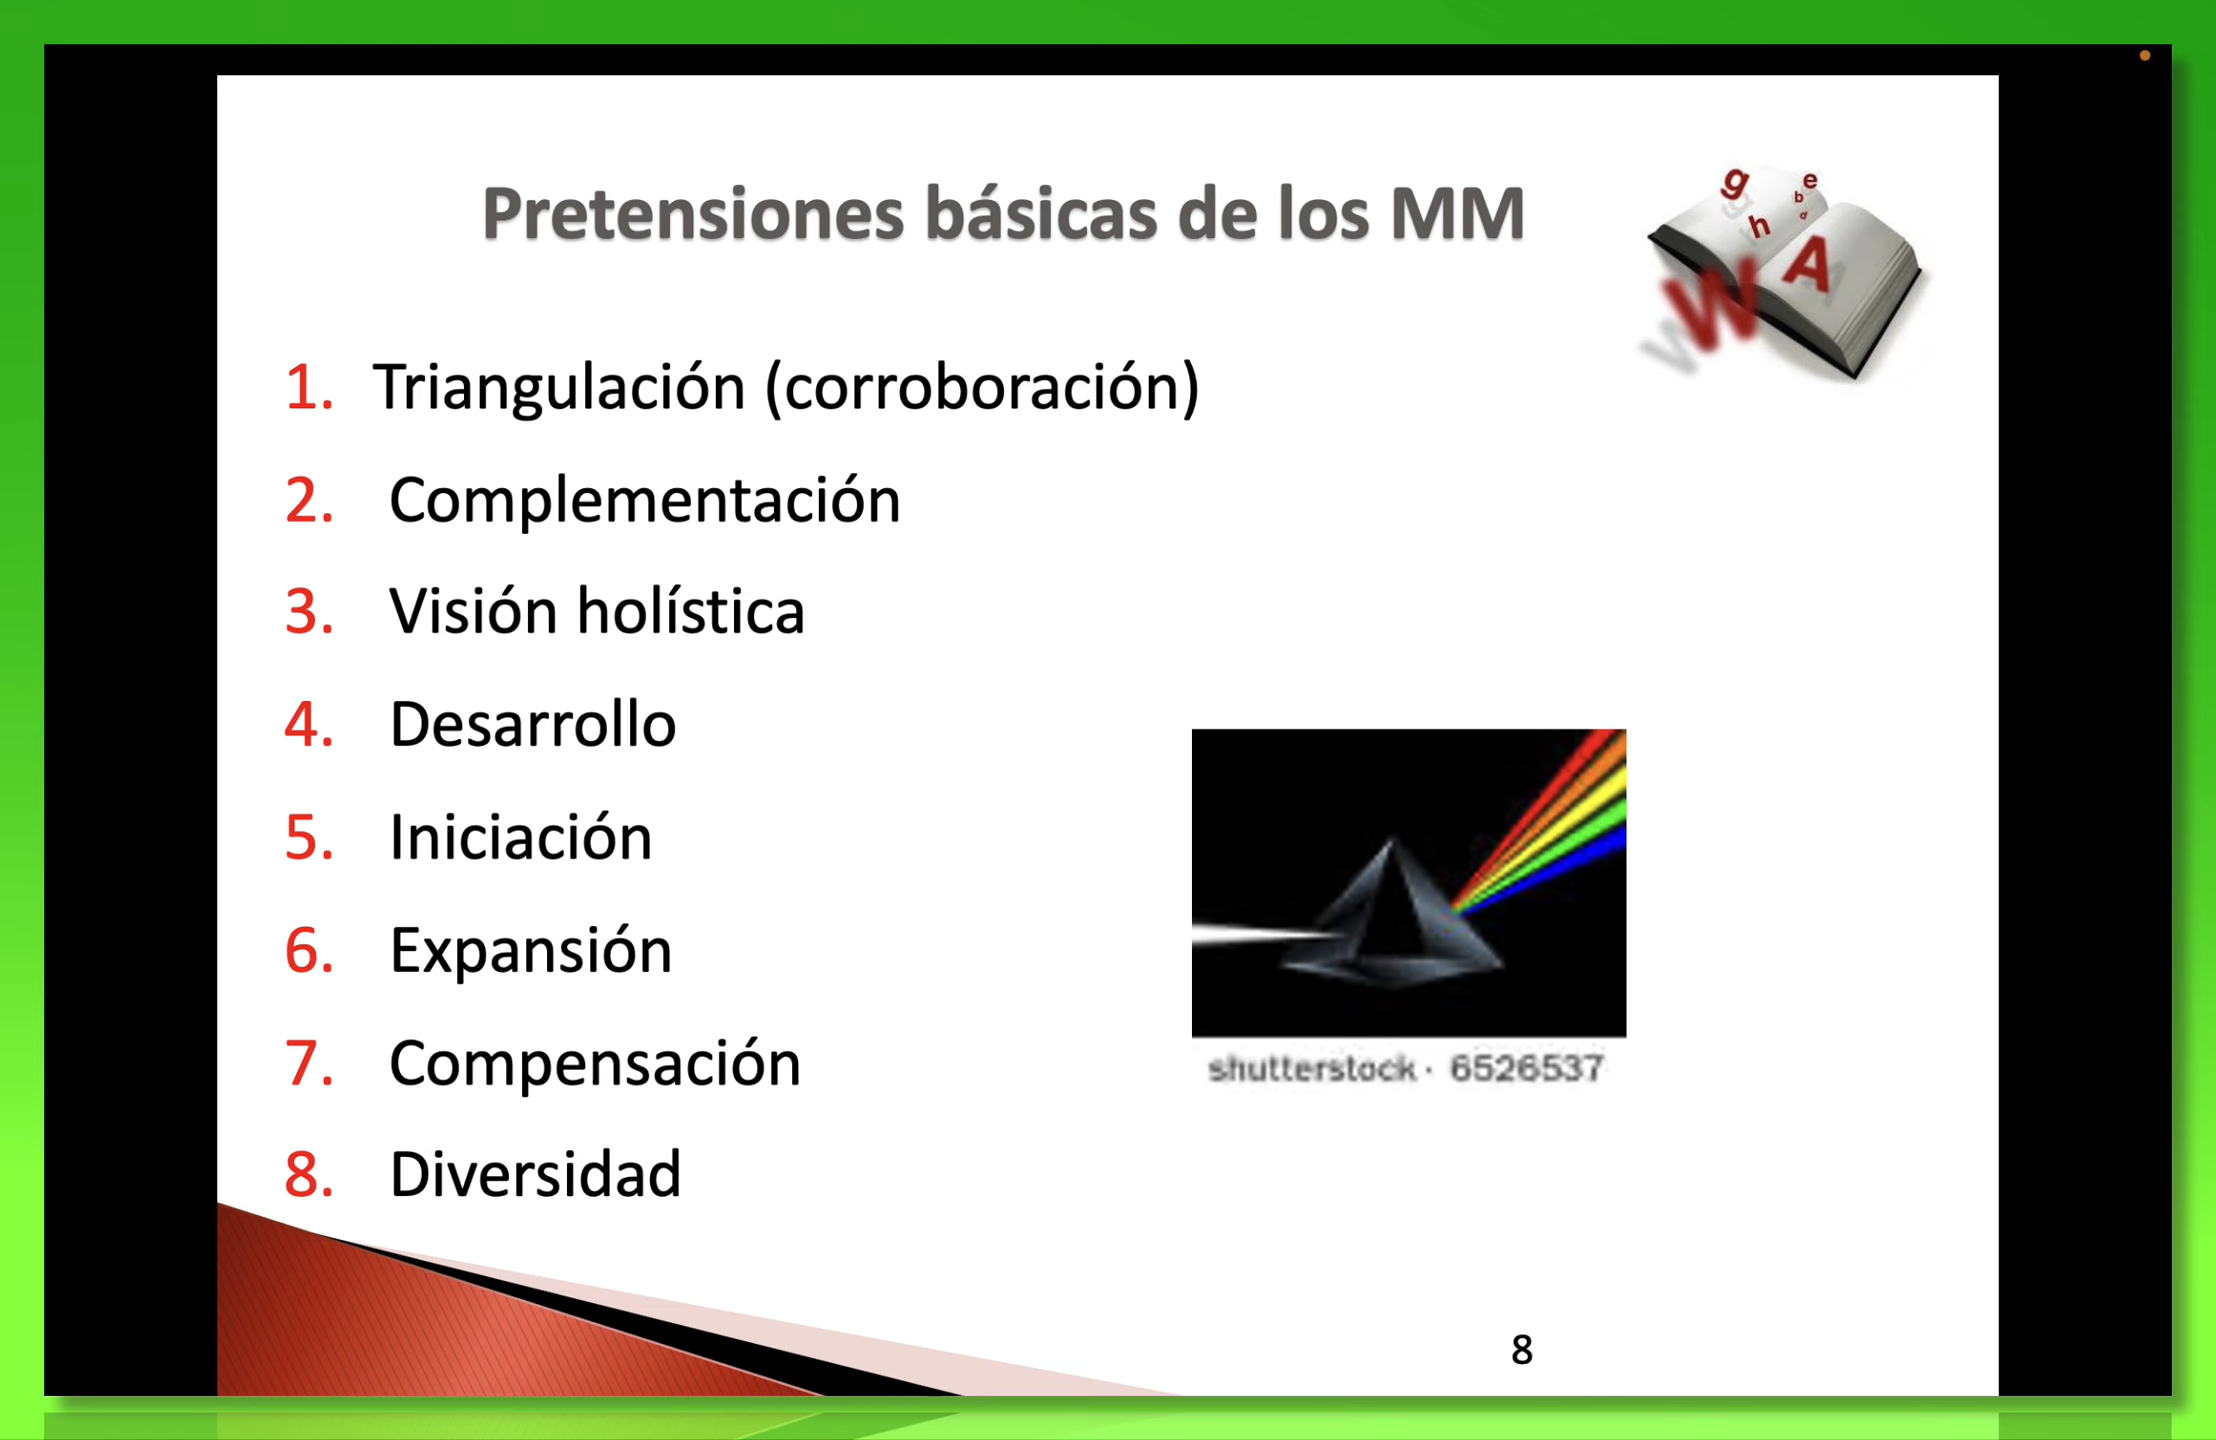 Pretensiones básicas de los MM
g
e
b
d
h
A
W
1. Triangulación (corroboración)
2. Complementación
3. Visión holística
4. Desarrollo
5. Iniciación
6. Expansión
7. Compensación
8. Diversidad
shutterstock · 6526537
8